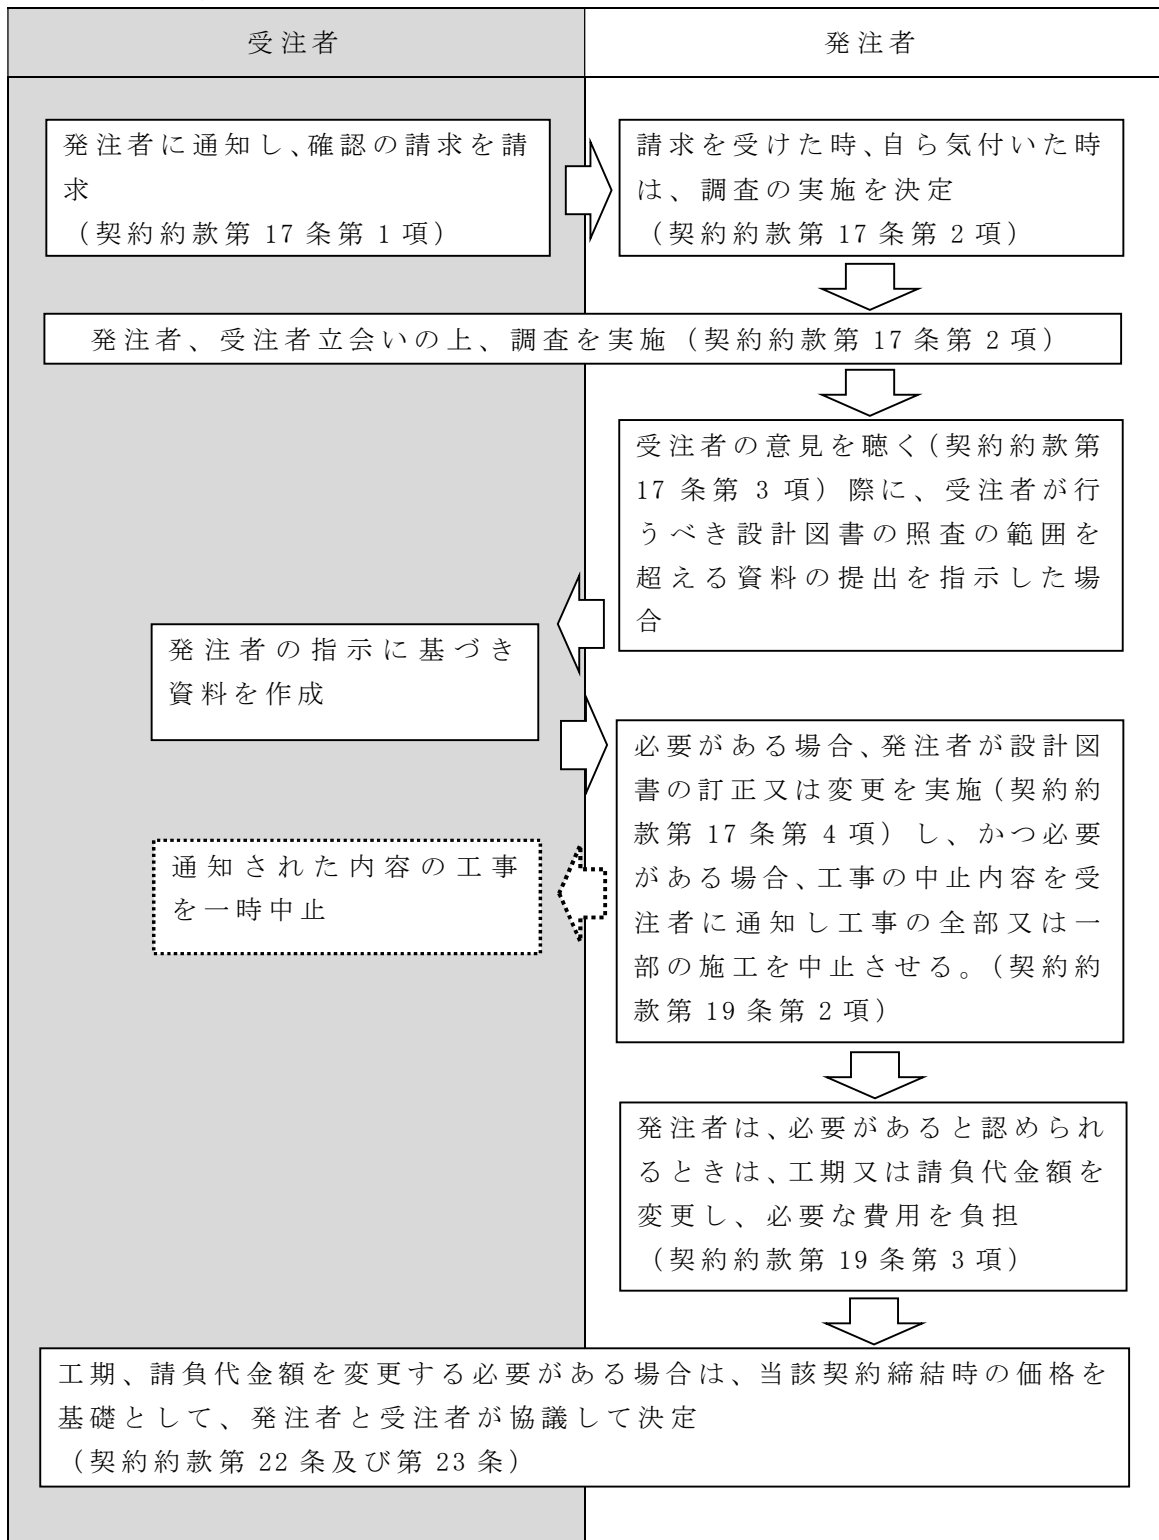 受注者
発注者
発注者に通知し、確認の請求を請
求
（契約約款第 17 条第 1 項）
請求を受けた時、自ら気付いた時
は、調査の実施を決定
（契約約款第 17 条第 2 項）
発注者、受注者立会いの上、調査を実施（契約約款第 17 条第 2 項）
受注者の意見を聴く（契約約款第
17 条第 3 項）際に、受注者が行
うべき設計図書の照査の範囲を
超える資料の提出を指示した場
合
発注者の指示に基づき
資料を作成
必要がある場合、発注者が設計図
書の訂正又は変更を実施（契約約
款第 17 条第 4 項）し、かつ必要
がある場合、工事の中止内容を受
注者に通知し工事の全部又は一
部の施工を中止させる。（契約約
款第 19 条第 2 項）
通知された内容の工事
を一時中止
発注者は、必要があると認められ
るときは、工期又は請負代金額を
変更し、必要な費用を負担
（契約約款第 19 条第 3 項）
工期、請負代金額を変更する必要がある場合は、当該契約締結時の価格を
基礎として、発注者と受注者が協議して決定
（契約約款第 22 条及び第 23 条）